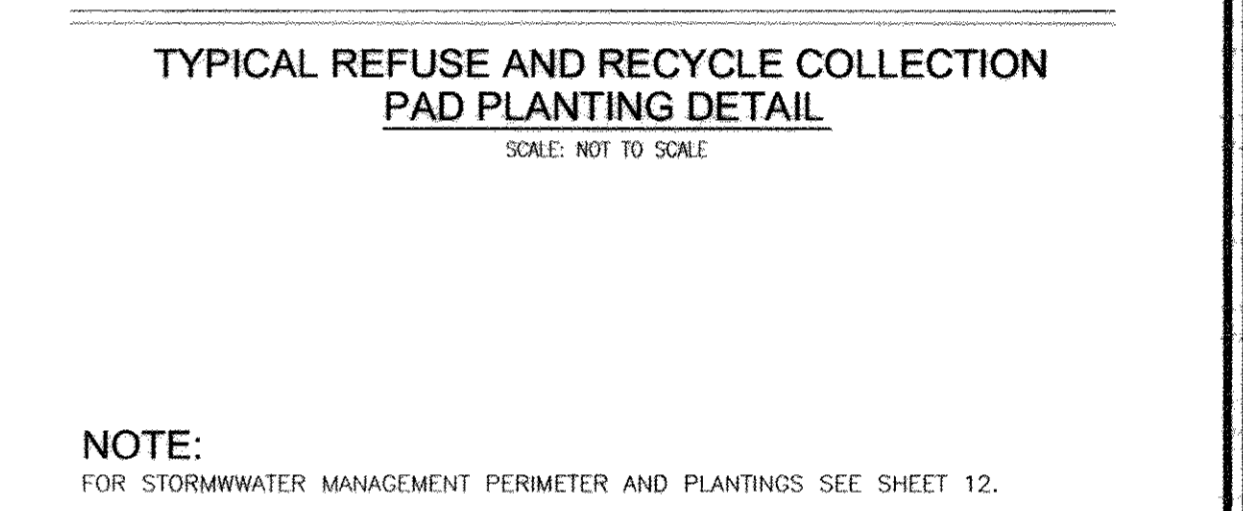 TYPICAL REFUSE AND RECYCLE COLLECTION
PAD PLANTING DETAIL
SCALE: NOT TO SCALE
NOTE:
FOR STORMWWATER MANAGEMENT PERIMETER AND PLANTINGS SEE SHEET 12.